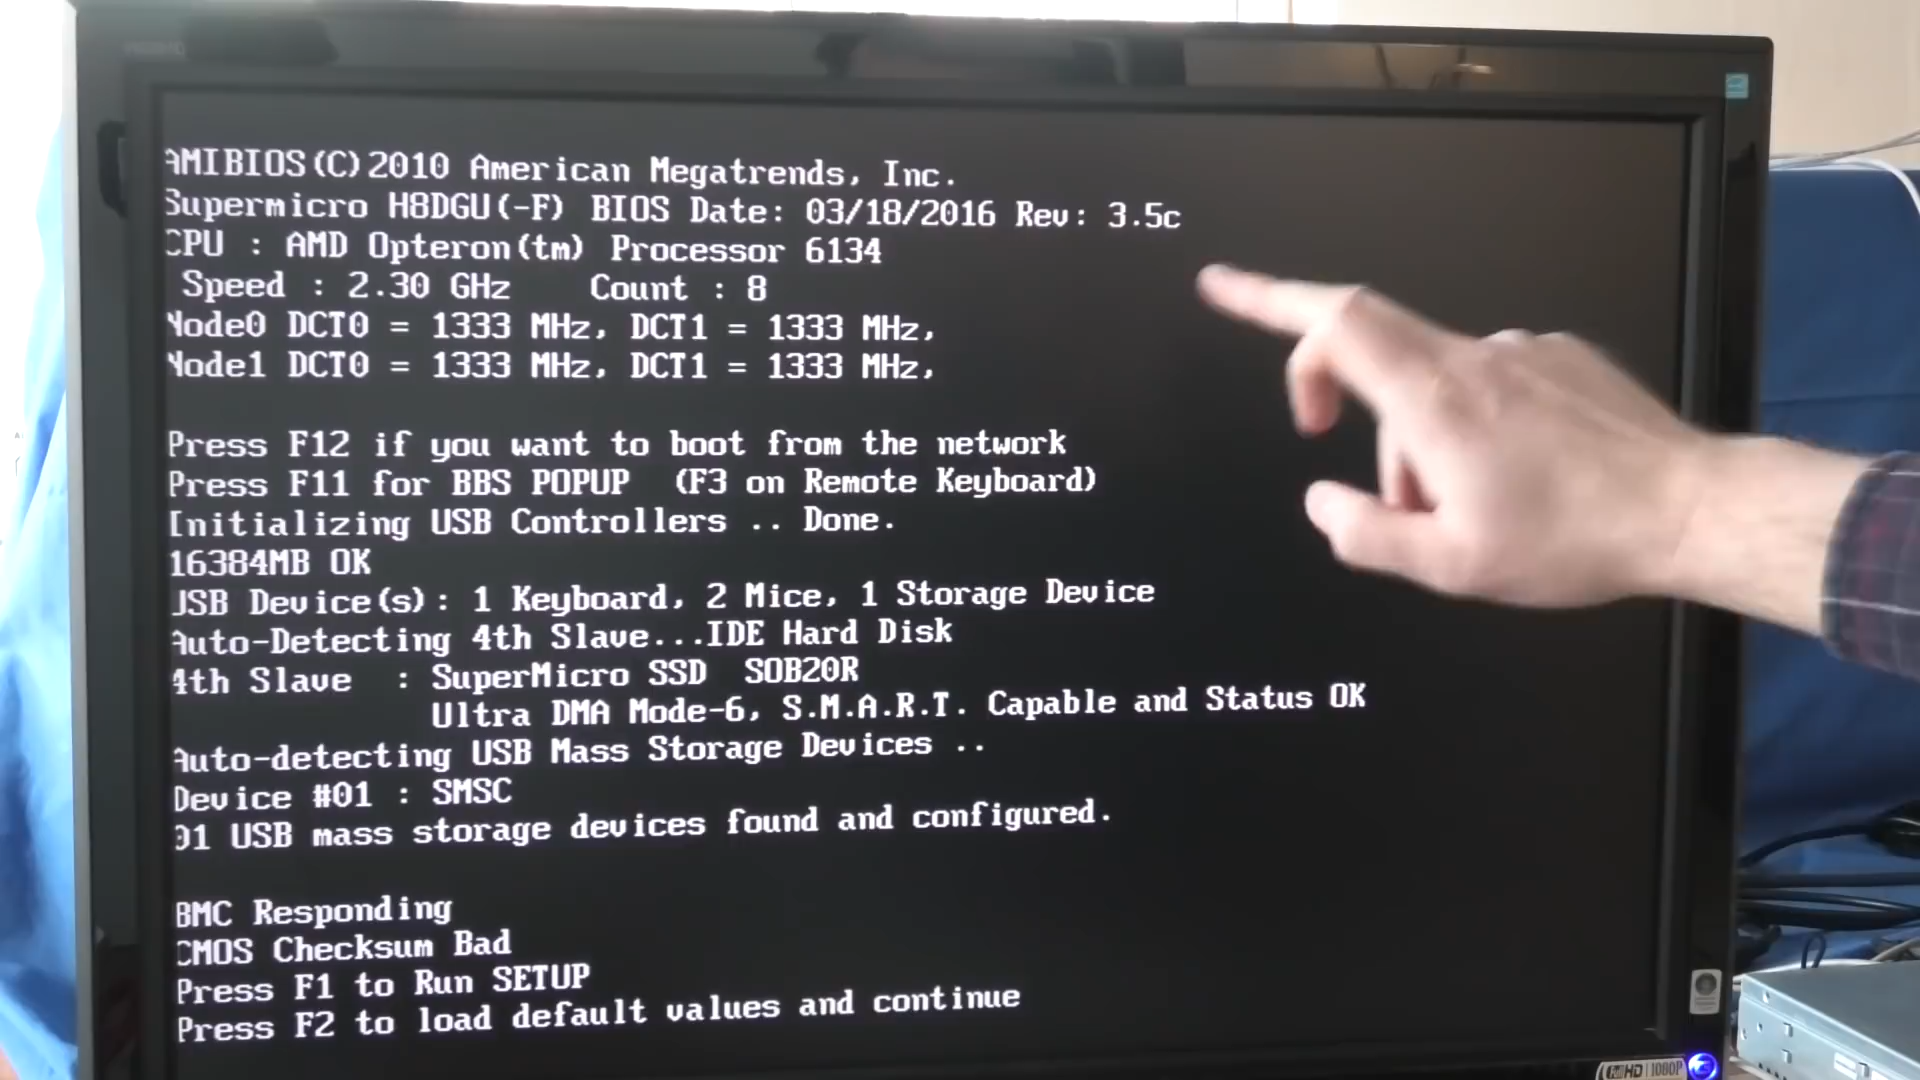 AMIBIOS(C)2010 American Megatrends, Inc.
Supermicro H8DGU(-F) BIOS Date: 03/18/2016 Rev: 3.5c
CPU : AMD Opteron(tm) Processor 6134
Speed : 2.30 GHz    Count : 8
Node0 DCT0 = 1333 MHz, DCT1 = 1333 MHz,
Node1 DCT0 = 1333 MHz, DCT1 = 1333 MHz,
Press F12 if you want to boot from the network
Press F11 for BBS POPUP  (F3 on Remote Keyboard)
Initializing USB Controllers .. Done.
16384MB OK
USB Device(s): 1 Keyboard, 2 Mice, 1 Storage Device
Auto-Detecting 4th Slave...IDE Hard Disk
4th Slave  : SuperMicro SSD  SOB20R
Ultra DMA Mode-6, S.M.A.R.T. Capable and Status OK
Auto-detecting USB Mass Storage Devices ..
Device #01 : SMSC
01 USB mass storage devices found and configured.
BMC Responding
CMOS Checksum Bad
Press F1 to Run SETUP
Press F2 to load default values and continue
Full HD 1080P